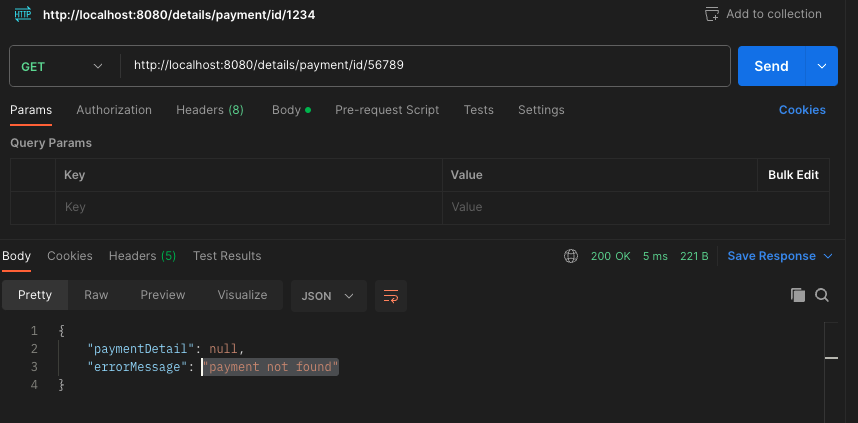 HTTP http://localhost:8080/details/payment/id/1234 Add to collection
GET http://localhost:8080/details/payment/id/56789 Send
Params Authorization Headers (8) Body Pre-request Script Tests Settings Cookies
Query Params
Key Value Bulk Edit
Key Value
Body Cookies Headers (5) Test Results 200 OK 5 ms 221 B Save Response
Pretty Raw Preview Visualize JSON
1 {
2 "paymentDetail": null,
3 "errorMessage": "payment not found"
4 }